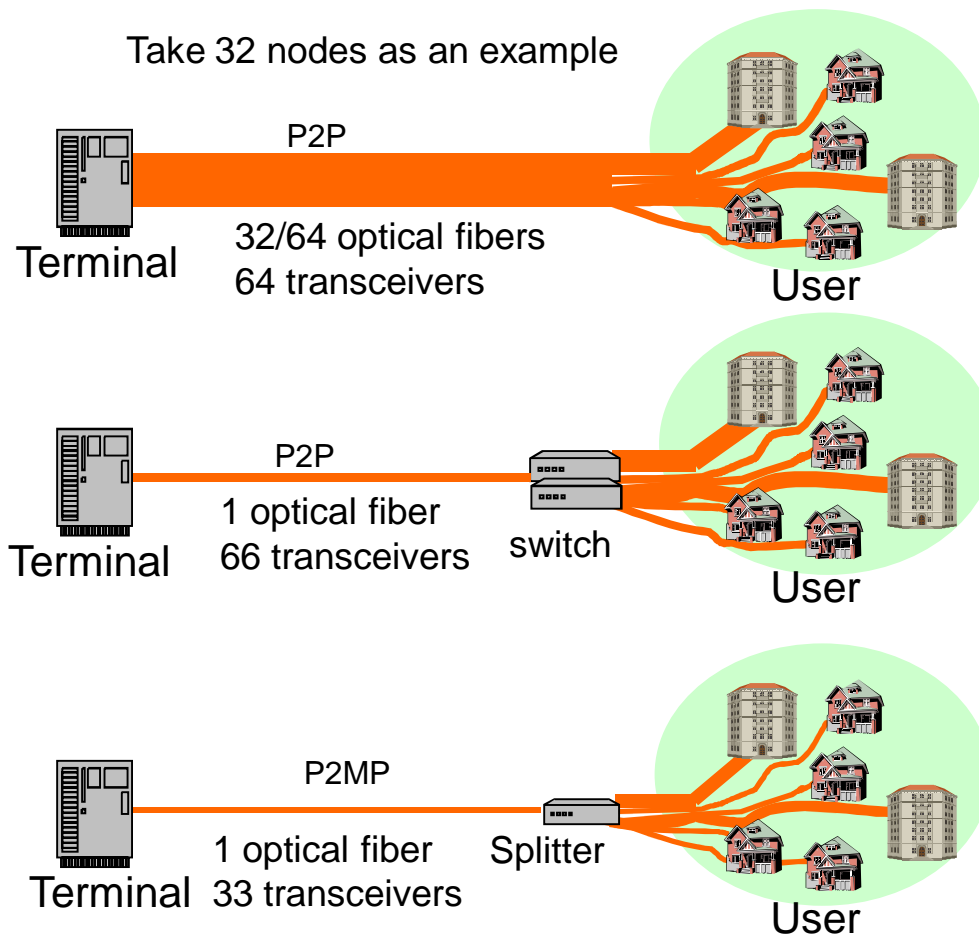 Take 32 nodes as an example
P2P
32/64 optical fibers
64 transceivers
Terminal
User
P2P
1 optical fiber
66 transceivers
switch
Terminal
User
P2MP
1 optical fiber
33 transceivers
Splitter
Terminal
User